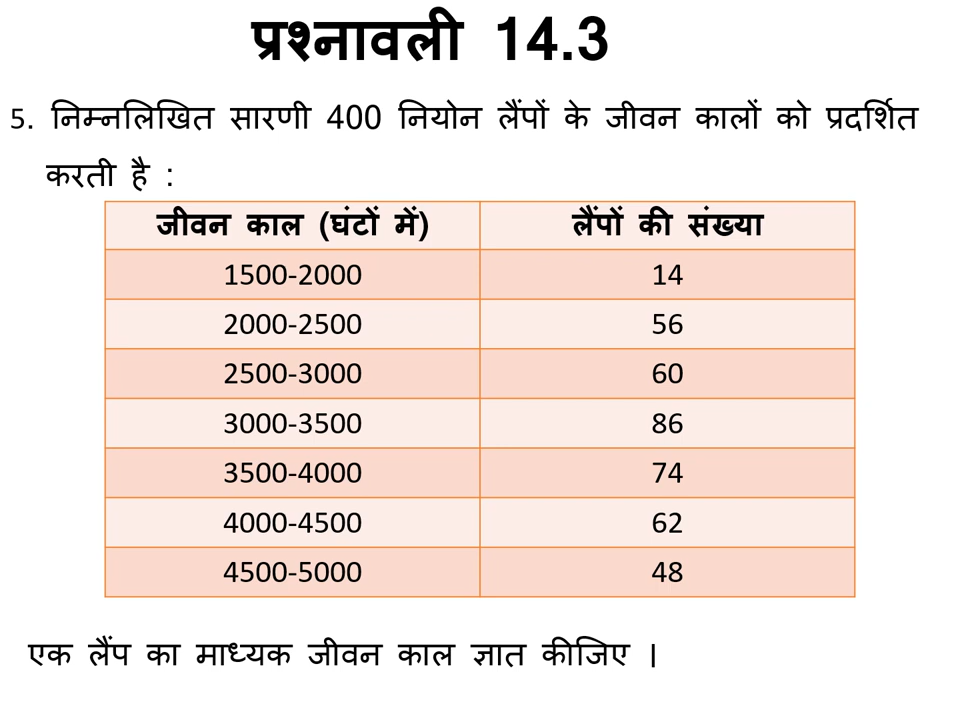 प्रश्नावली 14.3
5. निम्नलिखित सारणी 400 नियोन लैंपों के जीवन कालों को प्रदर्शित
करती है :
जीवन काल (घंटों में) लैंपों की संख्या
1500-2000 14
2000-2500 56
2500-3000 60
3000-3500 86
3500-4000 74
4000-4500 62
4500-5000 48
एक लैंप का माध्यक जीवन काल ज्ञात कीजिए ।